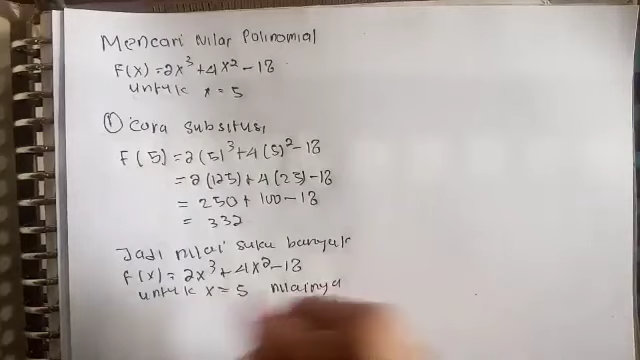 Mencari Nilai Polinomial
F(x) = 2x³ + 4x² - 18
untuk x = 5
① Cara Subsitusi
F(5) = 2(5)³ + 4(5)² - 18
= 2(125) + 4(25) - 18
= 250 + 100 - 18
= 332
Jadi nilai suku banyak
f(x) = 2x³ + 4x² - 18
untuk x = 5 nilainya